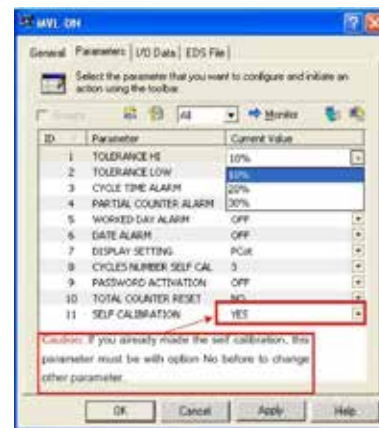 MVL-DN
General Parameters I/O Data EDS File
Select the parameter that you want to configure and initiate an
action using the toolbar.
Groups All Monitor
ID Parameter Current Value
1 TOLERANCE HI 10%
2 TOLERANCE LOW 10%
3 CYCLE TIME ALARM 20%
4 PARTIAL COUNTER ALARM 30%
5 WORKED DAY ALARM OFF
6 DATE ALARM OFF
7 DISPLAY SETTING PCut
8 CYCLES NUMBER SELF CAL 3
9 PASSWORD ACTIVATION OFF
10 TOTAL COUNTER RESET NO
11 SELF CALIBRATION YES
Caution: If you already made the self calibration, this
parameter must be with option No before to change
other parameter.
OK Cancel Apply Help